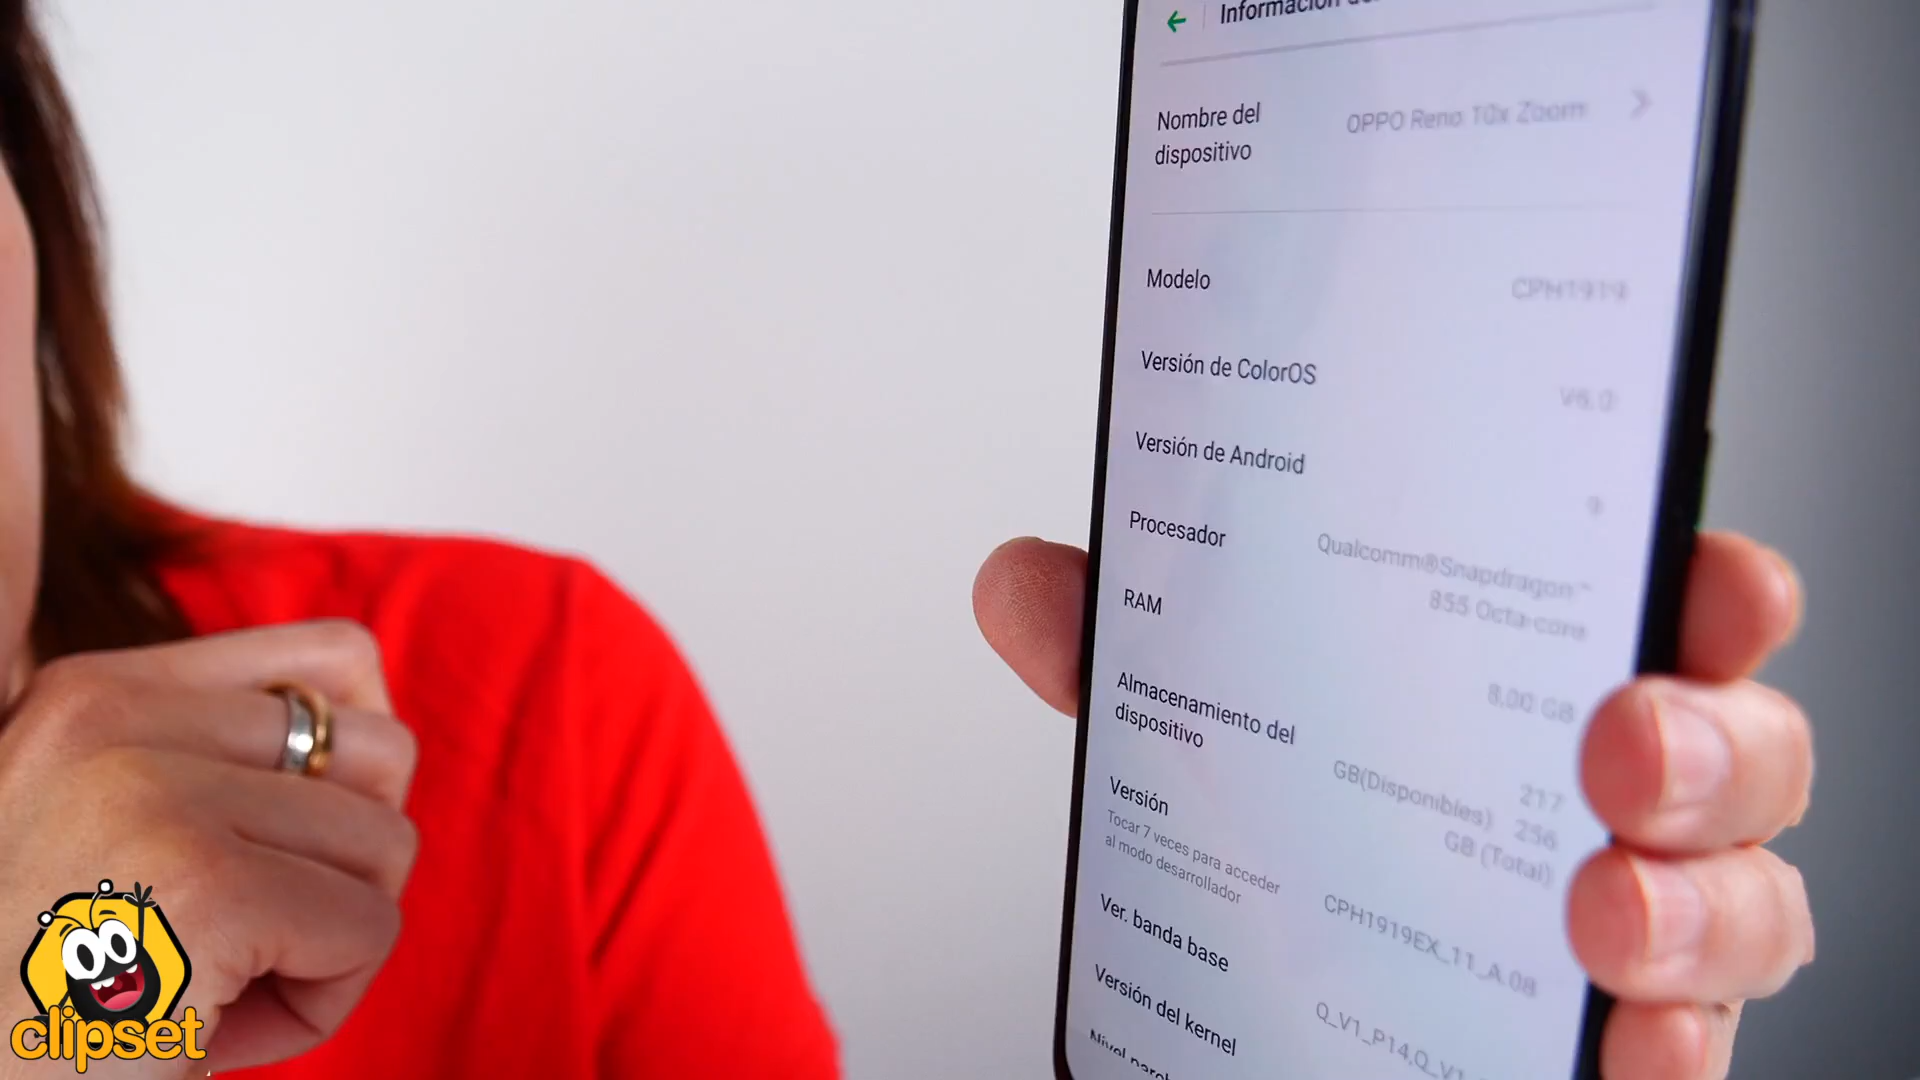 Información
Nombre del
dispositivo
OPPO Reno 10x Zoom
Modelo
CPH1919
Versión de ColorOS
V6.0
Versión de Android
9
Procesador
Qualcomm®Snapdragon™
855 Octa-core
RAM
8,00 GB
Almacenamiento del
dispositivo
217
GB(Disponibles) 256
GB (Total)
Versión
Tocar 7 veces para acceder
al modo desarrollador
CPH1919EX_11_A.08
Ver. banda base
Q_V1_P14,Q_V1
Versión del kernel
Nivel
clipset